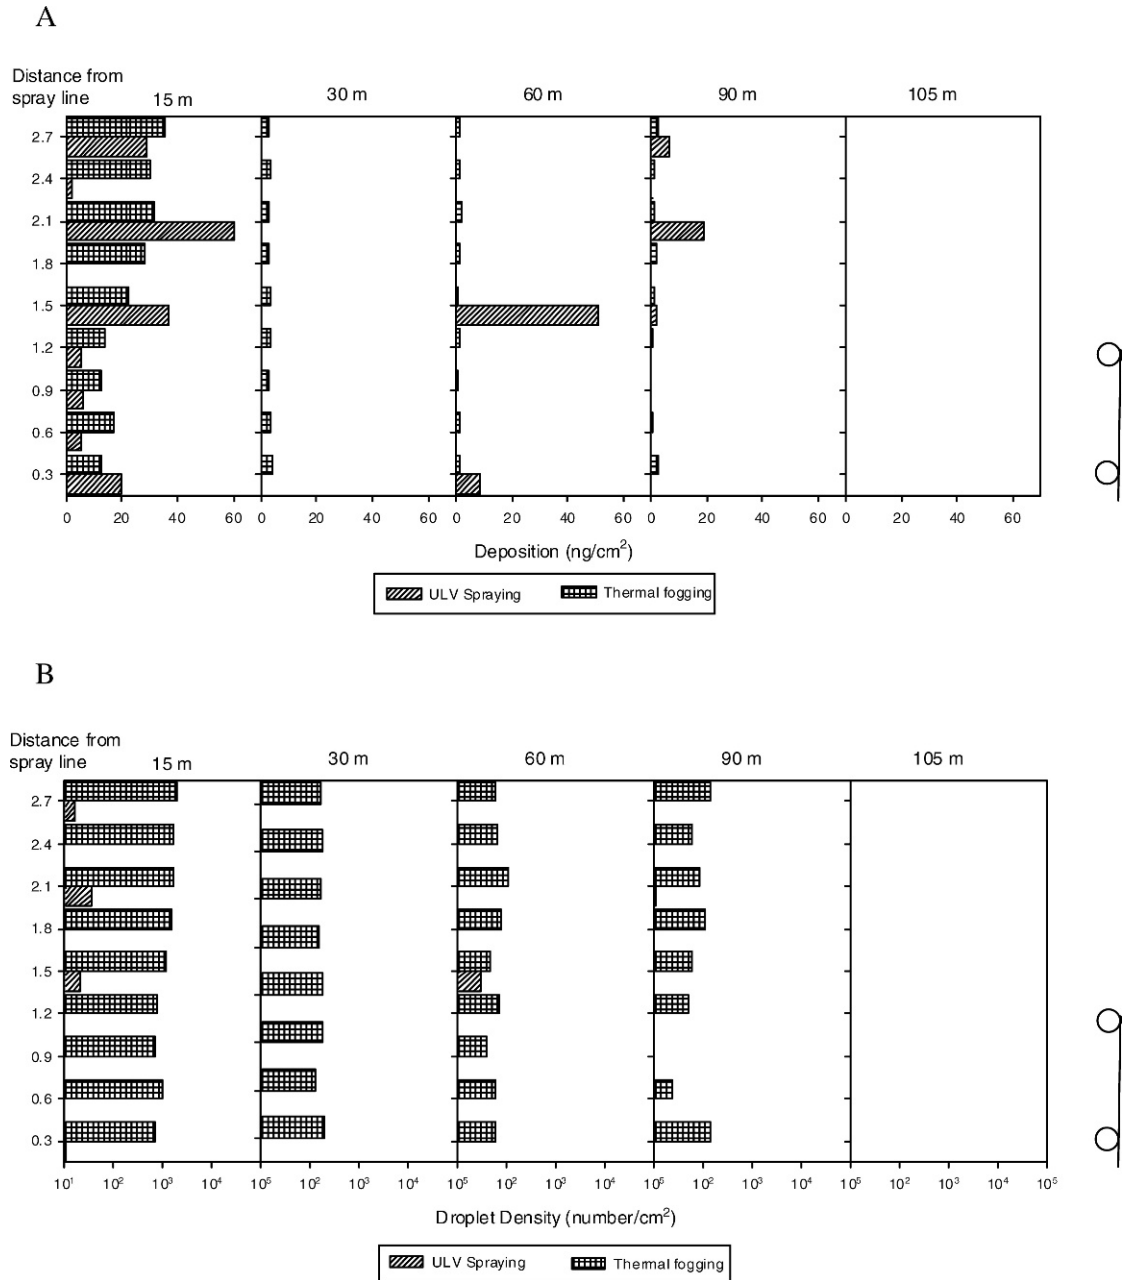 A
Distance from
spray line
15 m 30 m 60 m 90 m 105 m
2.7
2.4
2.1
1.8
1.5
1.2
0.9
0.6
0.3
0 20 40 60 0 20 40 60 0 20 40 60 0 20 40 60 0 20 40 60
Deposition (ng/cm²)
ULV Spraying Thermal fogging
B
Distance from
spray line
15 m 30 m 60 m 90 m 105 m
2.7
2.4
2.1
1.8
1.5
1.2
0.9
0.6
0.3
10¹ 10² 10³ 10⁴ 10⁵ 10² 10³ 10⁴ 10⁵ 10² 10³ 10⁴ 10⁵ 10² 10³ 10⁴ 10⁵ 10² 10³ 10⁴ 10⁵
Droplet Density (number/cm²)
ULV Spraying Thermal fogging